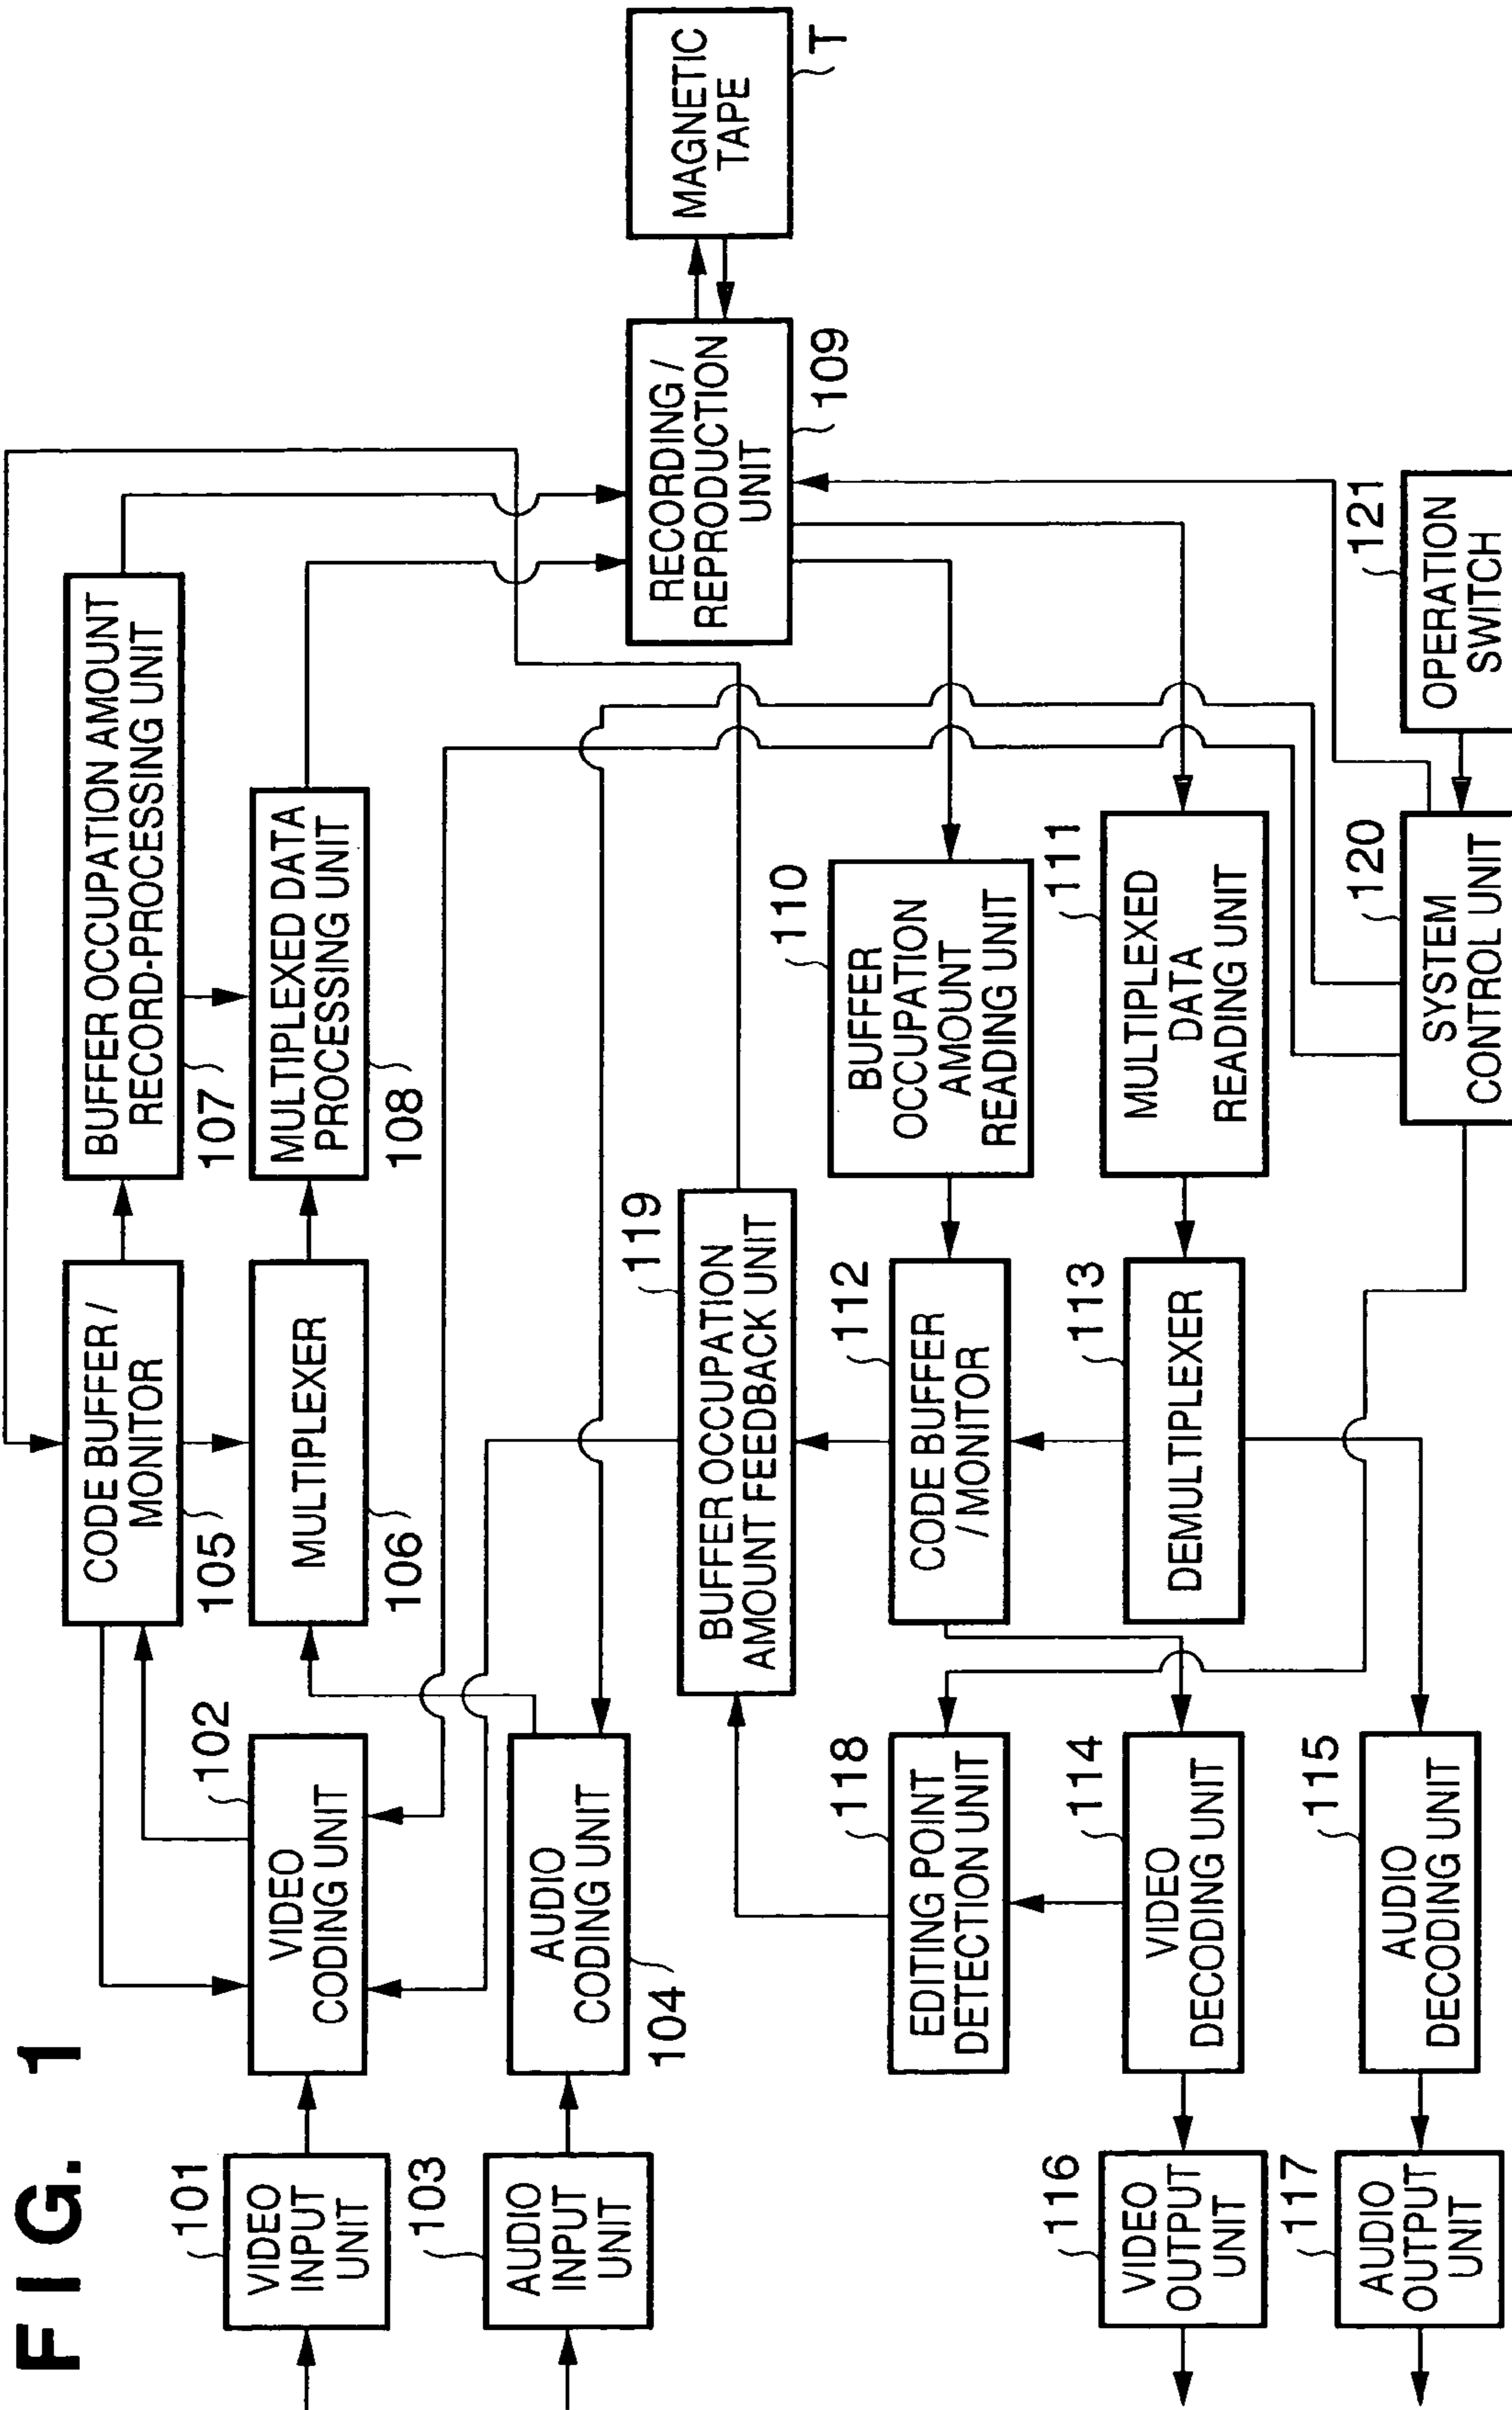 FIG. 1
101
VIDEO
INPUT
UNIT
102
VIDEO
CODING UNIT
103
AUDIO
INPUT
UNIT
104
AUDIO
CODING UNIT
CODE BUFFER /
MONITOR
105
MULTIPLEXER
106
BUFFER OCCUPATION AMOUNT
RECORD-PROCESSING UNIT
107
MULTIPLEXED DATA
PROCESSING UNIT
108
RECORDING /
REPRODUCTION
UNIT
109
MAGNETIC
TAPE
T
119
BUFFER OCCUPATION
AMOUNT FEEDBACK UNIT
110
BUFFER
OCCUPATION
AMOUNT
READING UNIT
111
MULTIPLEXED
DATA
READING UNIT
112
CODE BUFFER
/ MONITOR
113
DEMULTIPLEXER
118
EDITING POINT
DETECTION UNIT
114
VIDEO
DECODING UNIT
115
AUDIO
DECODING UNIT
116
VIDEO
OUTPUT
UNIT
117
AUDIO
OUTPUT
UNIT
120
SYSTEM
CONTROL UNIT
121
OPERATION
SWITCH